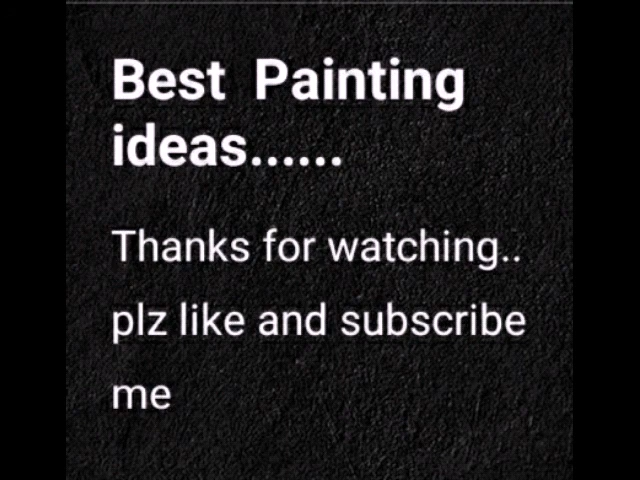 Best Painting
ideas......
Thanks for watching..
plz like and subscribe
me